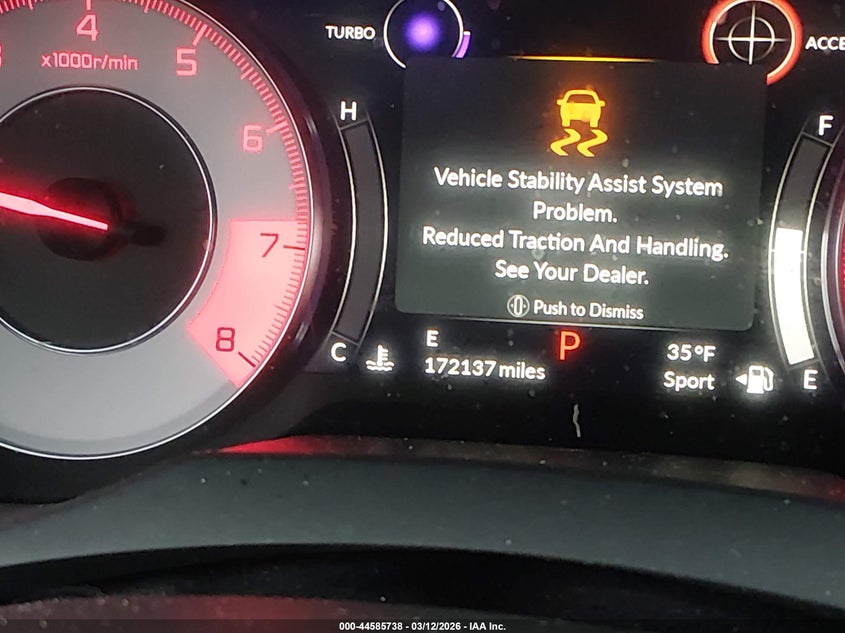 TURBO
ACCE
3
4
5
x1000r/min
6
7
8
H
C
F
E
Vehicle Stability Assist System
Problem.
Reduced Traction And Handling.
See Your Dealer.
Push to Dismiss
E
P
35°F
172137 miles
Sport
000-44585738 - 03/12/2026 - IAA Inc.